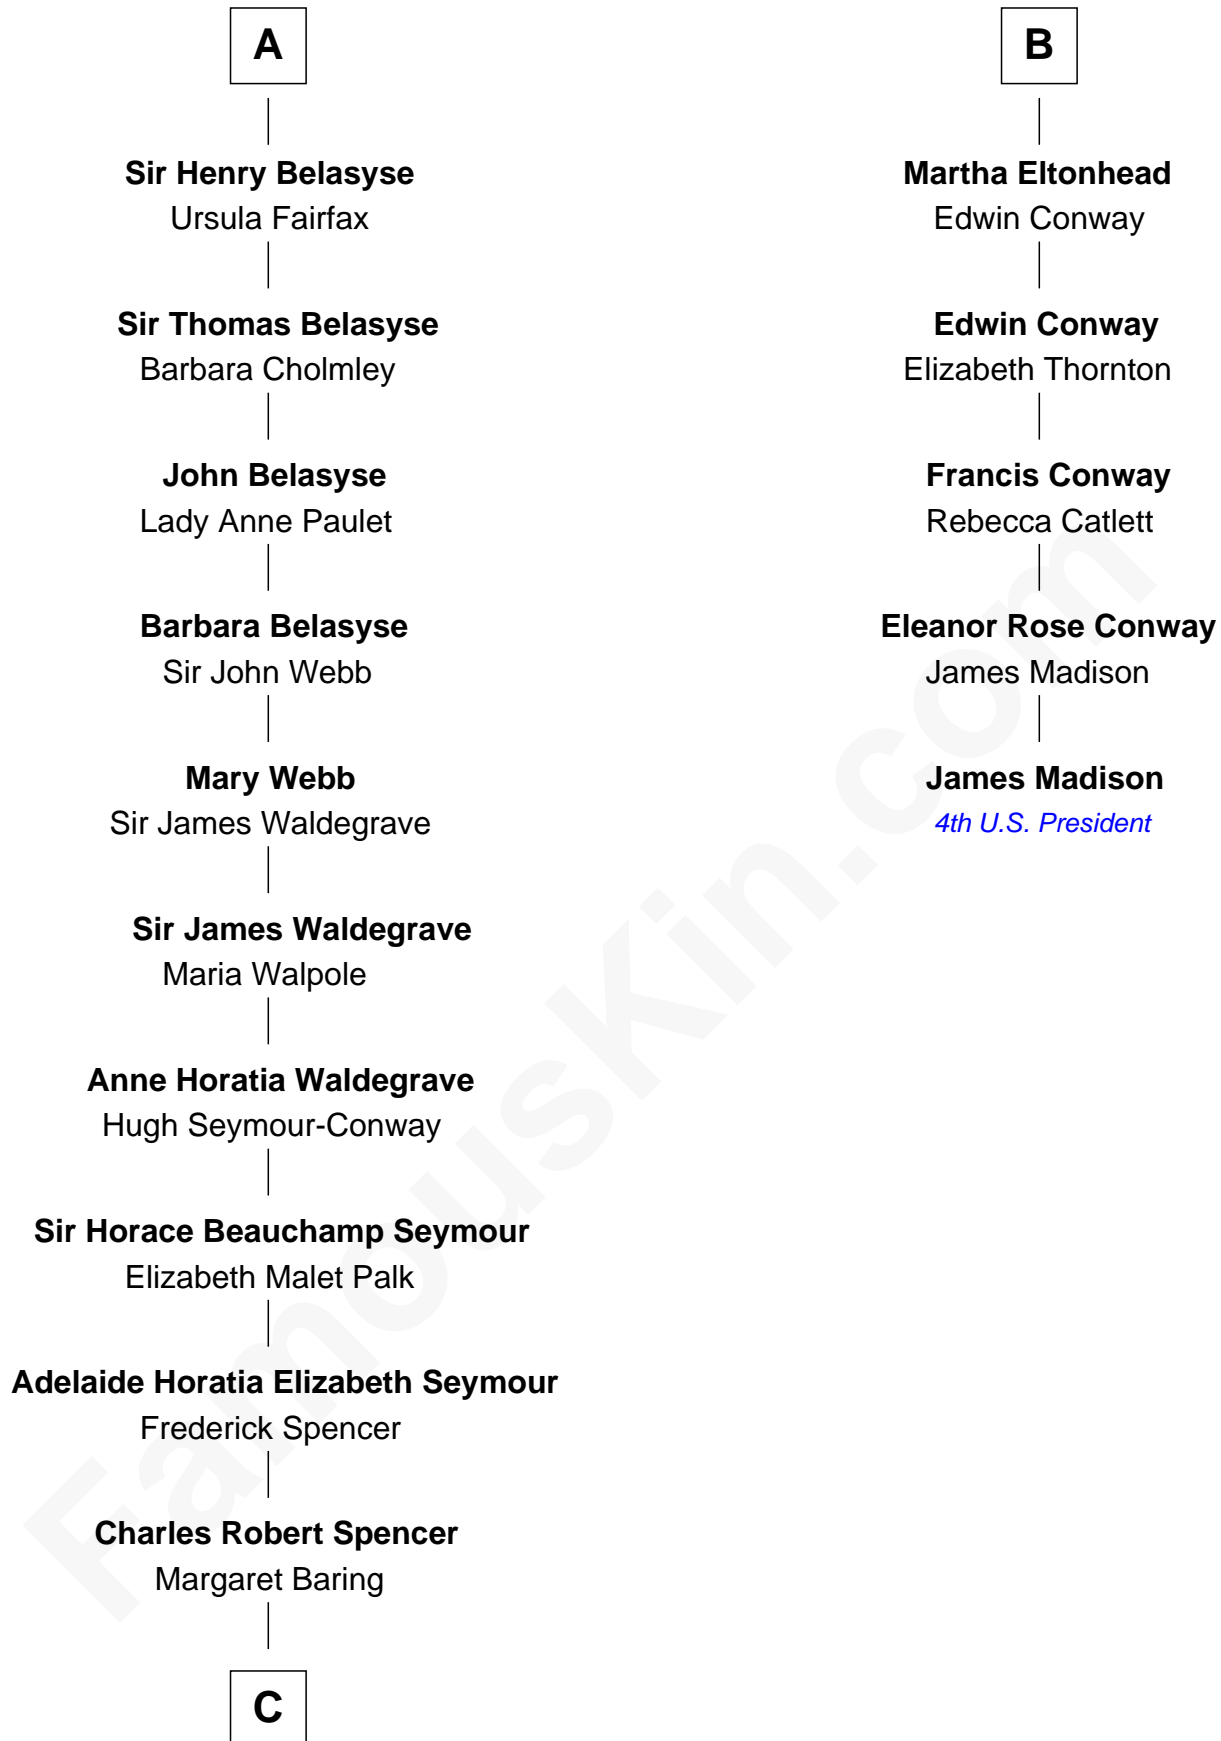 A
Sir Henry Belasyse
Ursula Fairfax
Sir Thomas Belasyse
Barbara Cholmley
John Belasyse
Lady Anne Paulet
Barbara Belasyse
Sir John Webb
Mary Webb
Sir James Waldegrave
Sir James Waldegrave
Maria Walpole
Anne Horatia Waldegrave
Hugh Seymour-Conway
Sir Horace Beauchamp Seymour
Elizabeth Malet Palk
Adelaide Horatia Elizabeth Seymour
Frederick Spencer
Charles Robert Spencer
Margaret Baring
C
B
Martha Eltonhead
Edwin Conway
Edwin Conway
Elizabeth Thornton
Francis Conway
Rebecca Catlett
Eleanor Rose Conway
James Madison
James Madison
4th U.S. President
FamousKin.com